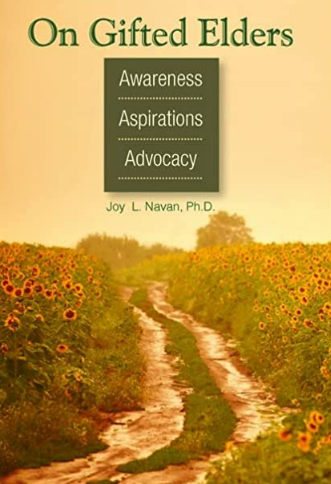 On Gifted Elders
Awareness
Aspirations
Advocacy
Joy L. Navan, Ph.D.